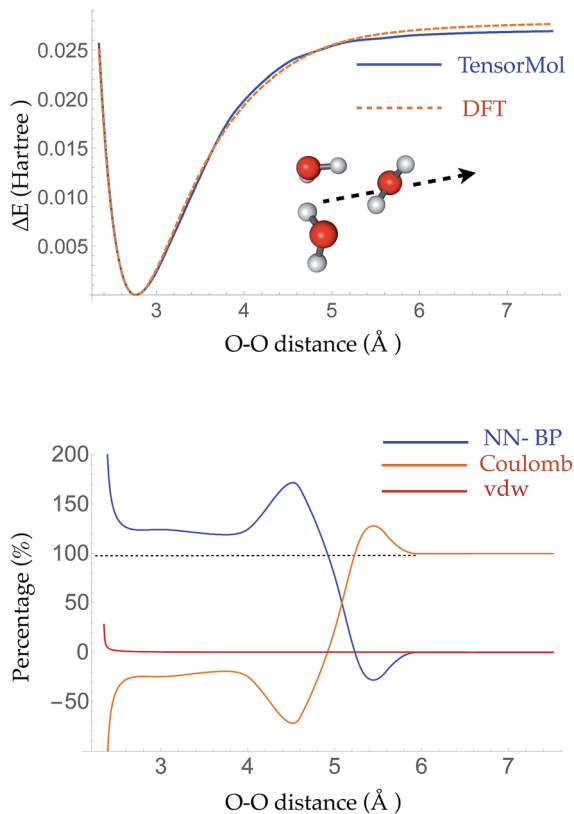 0.025
0.020
0.015
0.010
0.005
ΔE (Hartree)
TensorMol
DFT
3 4 5 6 7
O-O distance (Å )
200
150
100
50
0
-50
Percentage (%)
NN- BP
Coulomb
vdw
3 4 5 6 7
O-O distance (Å )